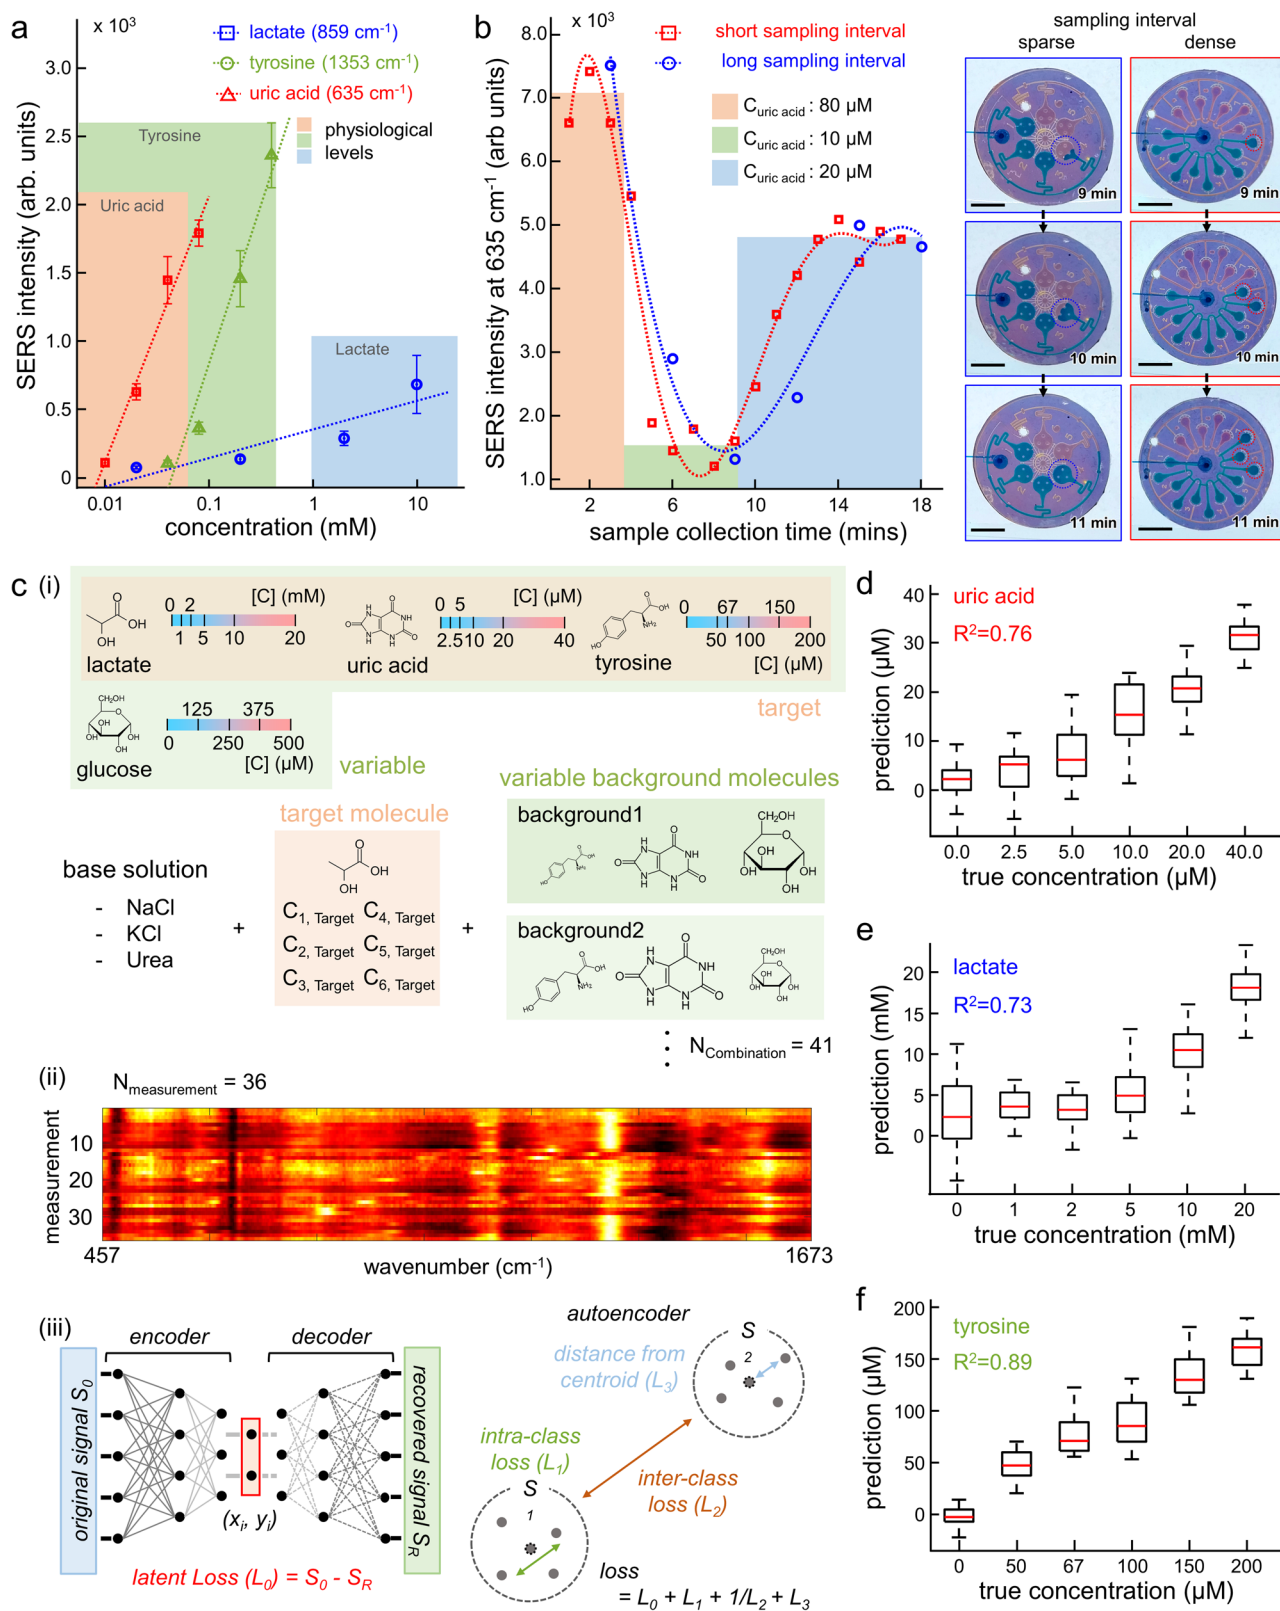 a
x 10³
lactate (859 cm⁻¹)
tyrosine (1353 cm⁻¹)
uric acid (635 cm⁻¹)
physiological
levels
Tyrosine
Uric acid
Lactate
SERS intensity (arb. units)
3.0
2.5
2.0
1.5
1.0
0.5
0
0.01
0.1
1
10
concentration (mM)
b
x 10³
short sampling interval
long sampling interval
C uric acid : 80 µM
C uric acid : 10 µM
C uric acid : 20 µM
SERS intensity at 635 cm⁻¹ (arb units)
8.0
7.0
6.0
5.0
4.0
3.0
2.0
1.0
2
6
10
14
18
sample collection time (mins)
sampling interval
sparse
dense
9 min
9 min
10 min
10 min
11 min
11 min
c (i)
0 2
[C] (mM)
1 5 10 20
lactate
OH
O
OH
0 5
[C] (µM)
2.5 10 20 40
uric acid
0 67 150
50 100 200
[C] (µM)
tyrosine
target
125 375
0 250 500
[C] (µM)
glucose
variable
variable background molecules
target molecule
background1
base solution
- NaCl
- KCl
- Urea
+
C1, Target C4, Target
C2, Target C5, Target
C3, Target C6, Target
+
background2
NCombination = 41
(ii)
Nmeasurement = 36
measurement
10
20
30
457
1673
wavenumber (cm⁻¹)
(iii)
encoder
decoder
original signal S0
recovered signal SR
(xi, yi)
latent Loss (L0) = S0 - SR
autoencoder
S
2
distance from
centroid (L3)
intra-class
loss (L1)
inter-class
loss (L2)
S
1
loss
= L0 + L1 + 1/L2 + L3
d
uric acid
R²=0.76
prediction (µM)
40
30
20
10
0
0.0 2.5 5.0 10.0 20.0 40.0
true concentration (µM)
e
lactate
R²=0.73
prediction (mM)
20
15
10
5
0
0 1 2 5 10 20
true concentration (mM)
f
tyrosine
R²=0.89
prediction (µM)
200
150
100
50
0
0 50 67 100 150 200
true concentration (µM)